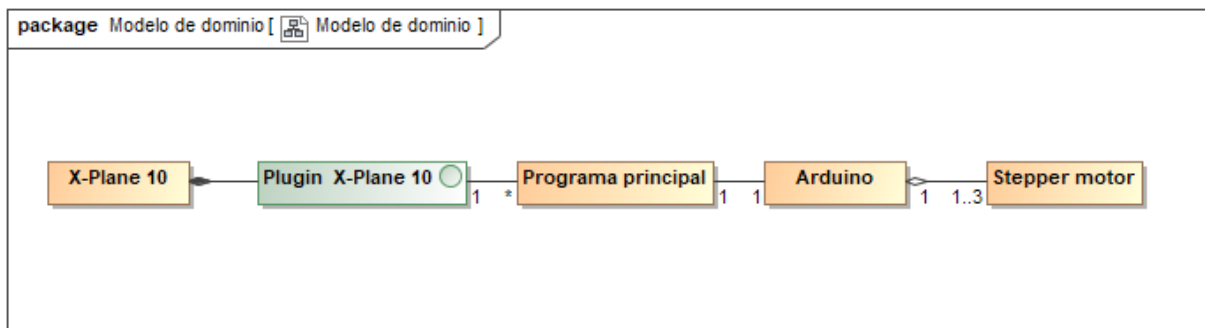 package Modelo de dominio [ Modelo de dominio ]
X-Plane 10 Plugin X-Plane 10 Programa principal Arduino Stepper motor
1 * 1 1 1 1..3